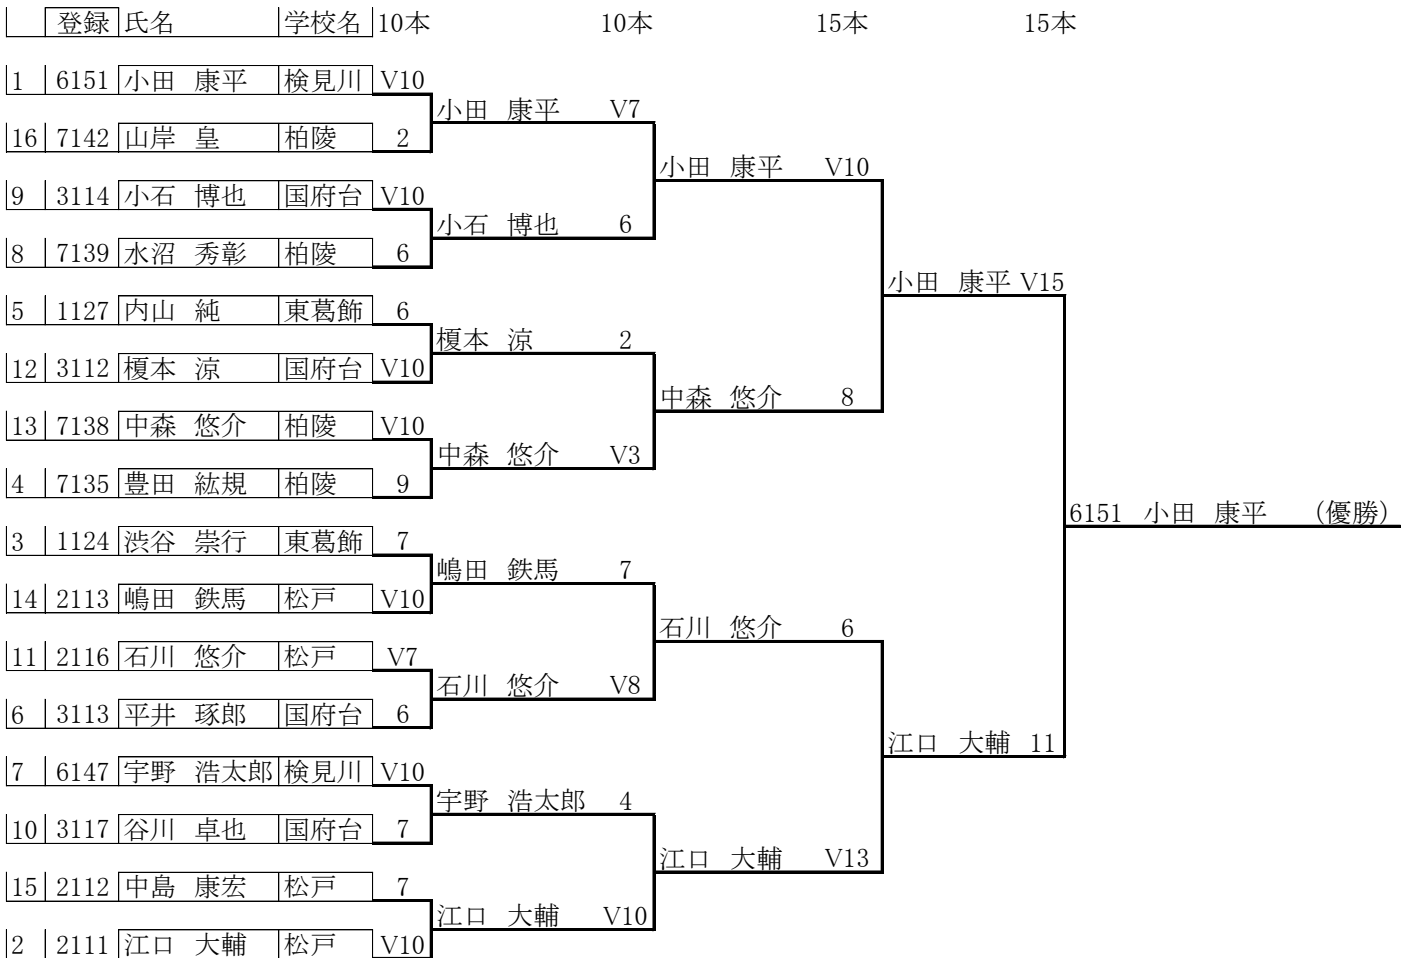 登録 氏名 学校名 10本 10本 15本 15本
1 6151 小田 康平 検見川 V10
小田 康平 V7
16 7142 山岸 皇 柏陵 2
小田 康平 V10
9 3114 小石 博也 国府台 V10
小石 博也 6
8 7139 水沼 秀彰 柏陵 6
小田 康平 V15
5 1127 内山 純 東葛飾 6
榎本 涼 2
12 3112 榎本 涼 国府台 V10
中森 悠介 8
13 7138 中森 悠介 柏陵 V10
中森 悠介 V3
4 7135 豊田 紘規 柏陵 9
6151 小田 康平 (優勝)
3 1124 渋谷 崇行 東葛飾 7
嶋田 鉄馬 7
14 2113 嶋田 鉄馬 松戸 V10
石川 悠介 6
11 2116 石川 悠介 松戸 V7
石川 悠介 V8
6 3113 平井 琢郎 国府台 6
江口 大輔 11
7 6147 宇野 浩太郎 検見川 V10
宇野 浩太郎 4
10 3117 谷川 卓也 国府台 7
江口 大輔 V13
15 2112 中島 康宏 松戸 7
江口 大輔 V10
2 2111 江口 大輔 松戸 V10